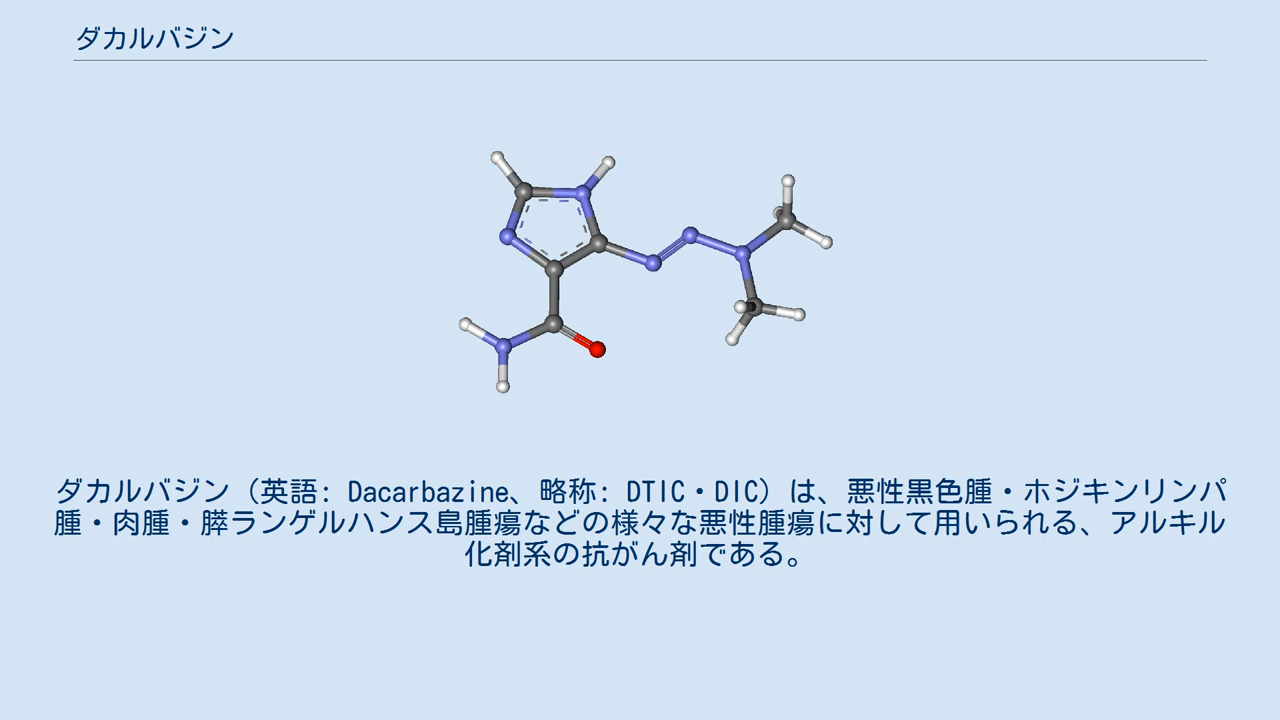 ダカルバジン
ダカルバジン（英語: Dacarbazine、略称: DTIC・DIC）は、悪性黒色腫・ホジキンリンパ
腫・肉腫・膵ランゲルハンス島腫瘍などの様々な悪性腫瘍に対して用いられる、アルキル
化剤系の抗がん剤である。